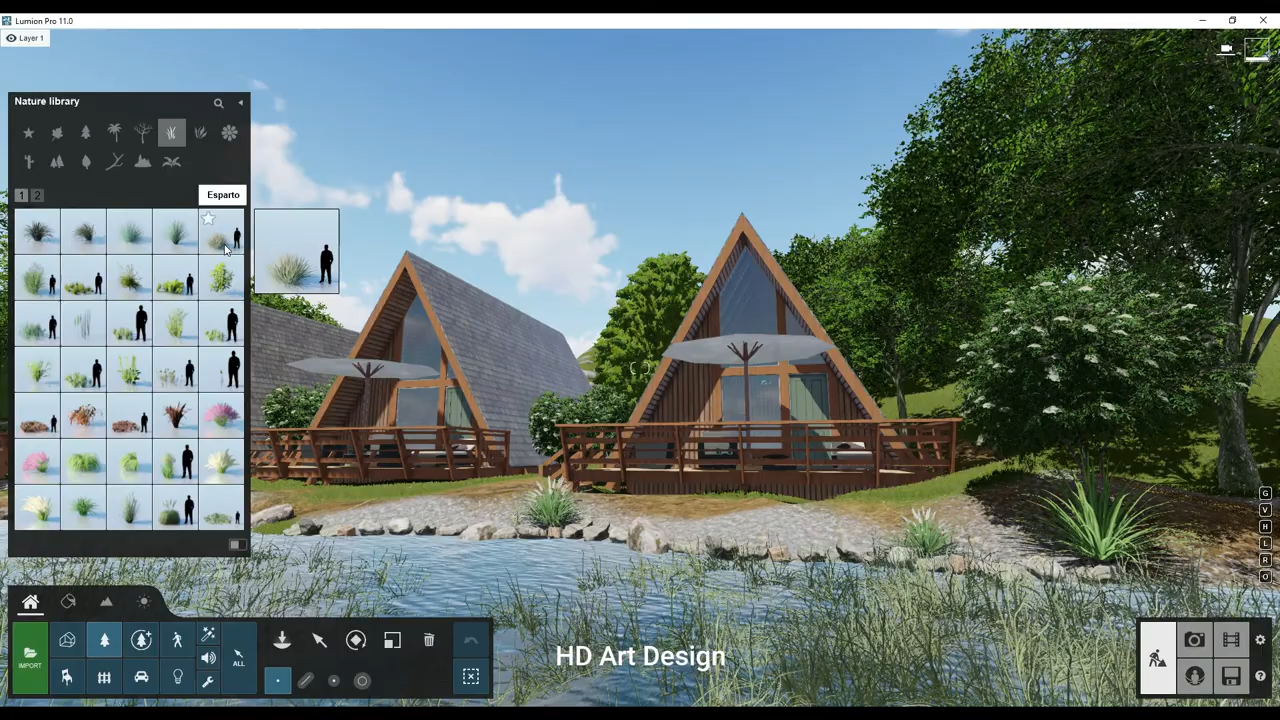 Lumion Pro 11.0
Layer 1
Nature library
1 2
Esparto
G
V
H
L
R
O
IMPORT
ALL
HD Art Design